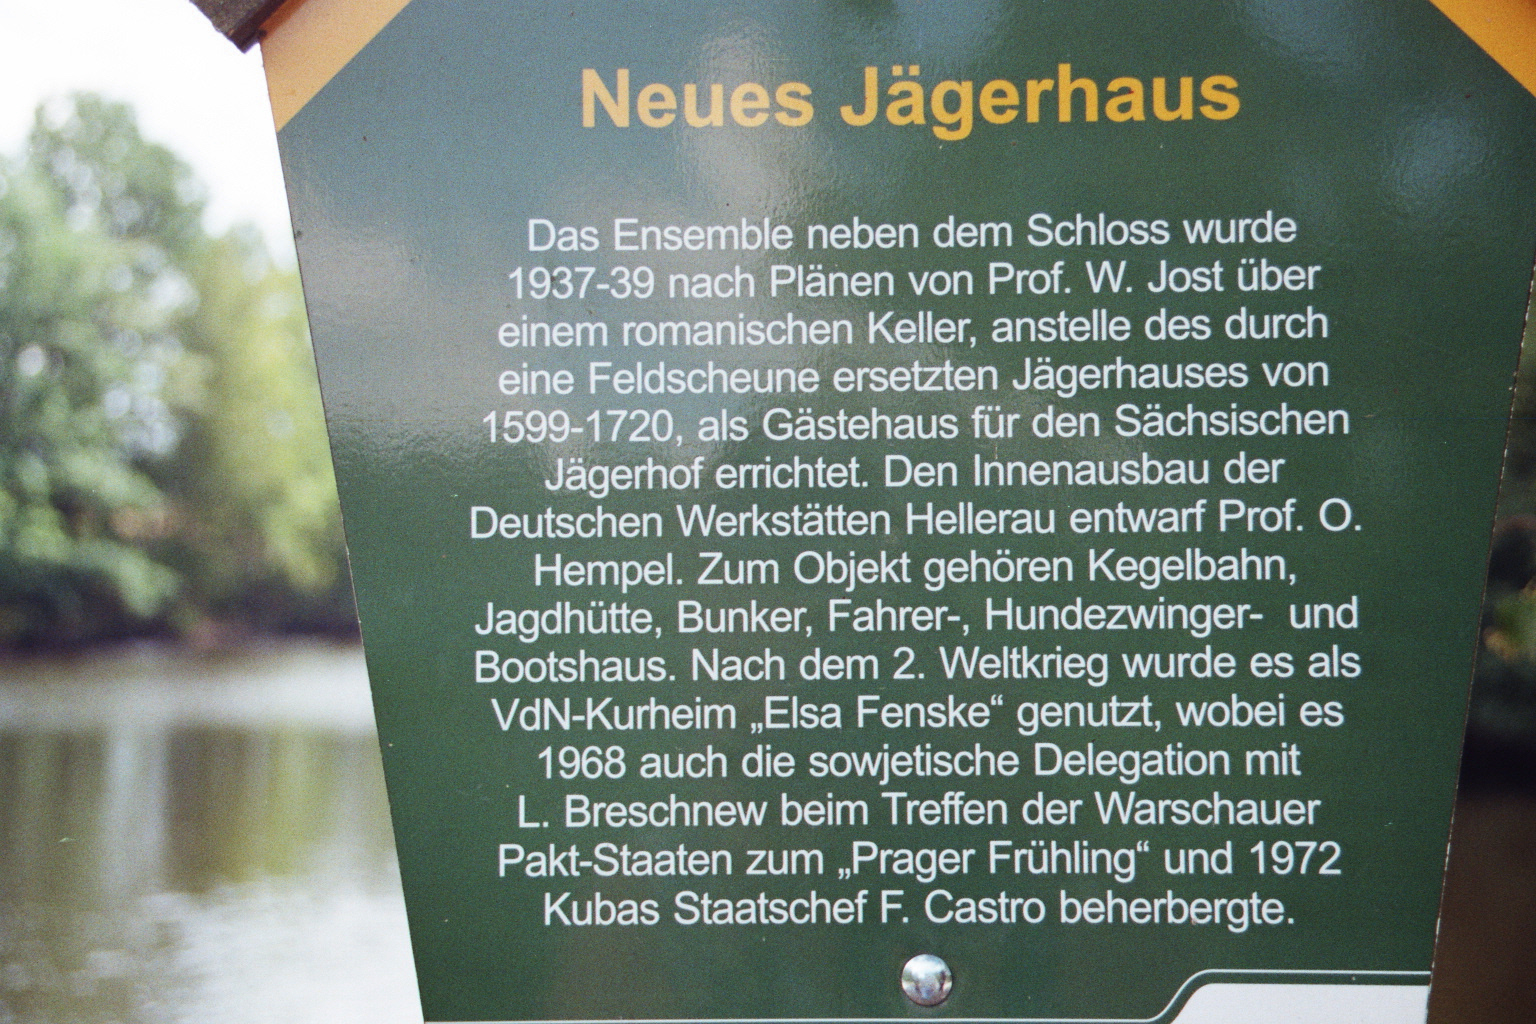 Neues Jägerhaus
Das Ensemble neben dem Schloss wurde
1937-39 nach Plänen von Prof. W. Jost über
einem romanischen Keller, anstelle des durch
eine Feldscheune ersetzten Jägerhauses von
1599-1720, als Gästehaus für den Sächsischen
Jägerhof errichtet. Den Innenausbau der
Deutschen Werkstätten Hellerau entwarf Prof. O.
Hempel. Zum Objekt gehören Kegelbahn,
Jagdhütte, Bunker, Fahrer-, Hundezwinger- und
Bootshaus. Nach dem 2. Weltkrieg wurde es als
VdN-Kurheim „Elsa Fenske“ genutzt, wobei es
1968 auch die sowjetische Delegation mit
L. Breschnew beim Treffen der Warschauer
Pakt-Staaten zum „Prager Frühling“ und 1972
Kubas Staatschef F. Castro beherbergte.